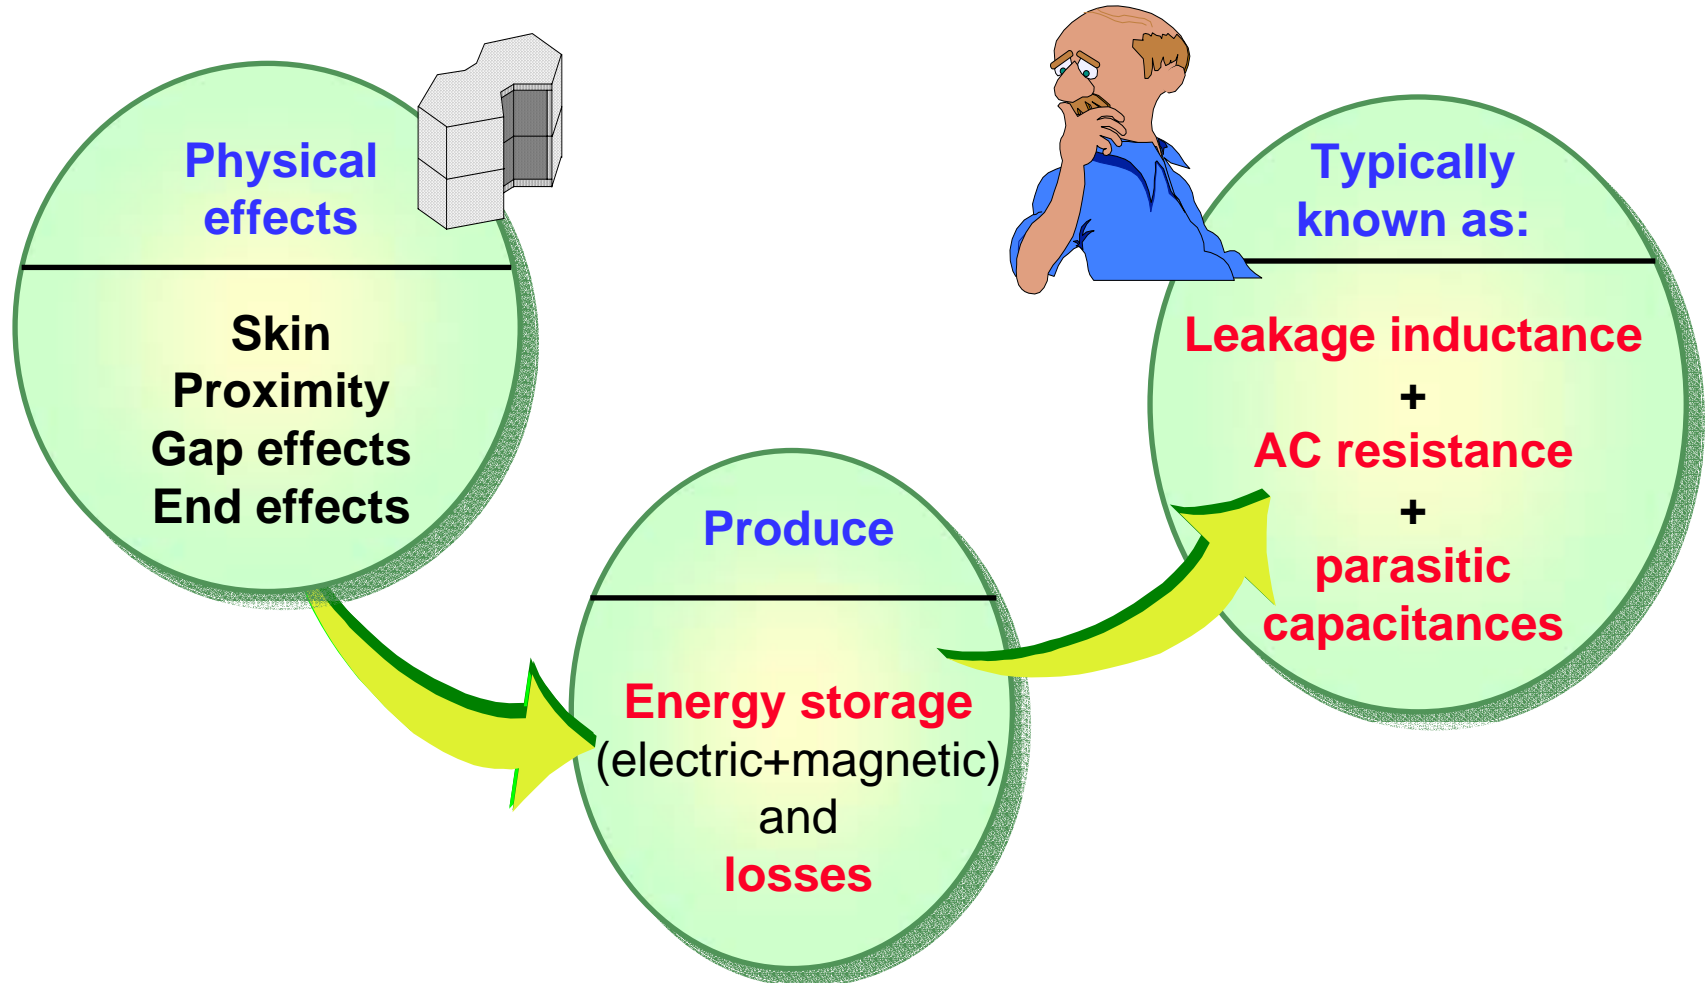 Physical
effects
Skin
Proximity
Gap effects
End effects
Produce
Energy storage
(electric+magnetic)
and
losses
Typically
known as:
Leakage inductance
+
AC resistance
+
parasitic
capacitances